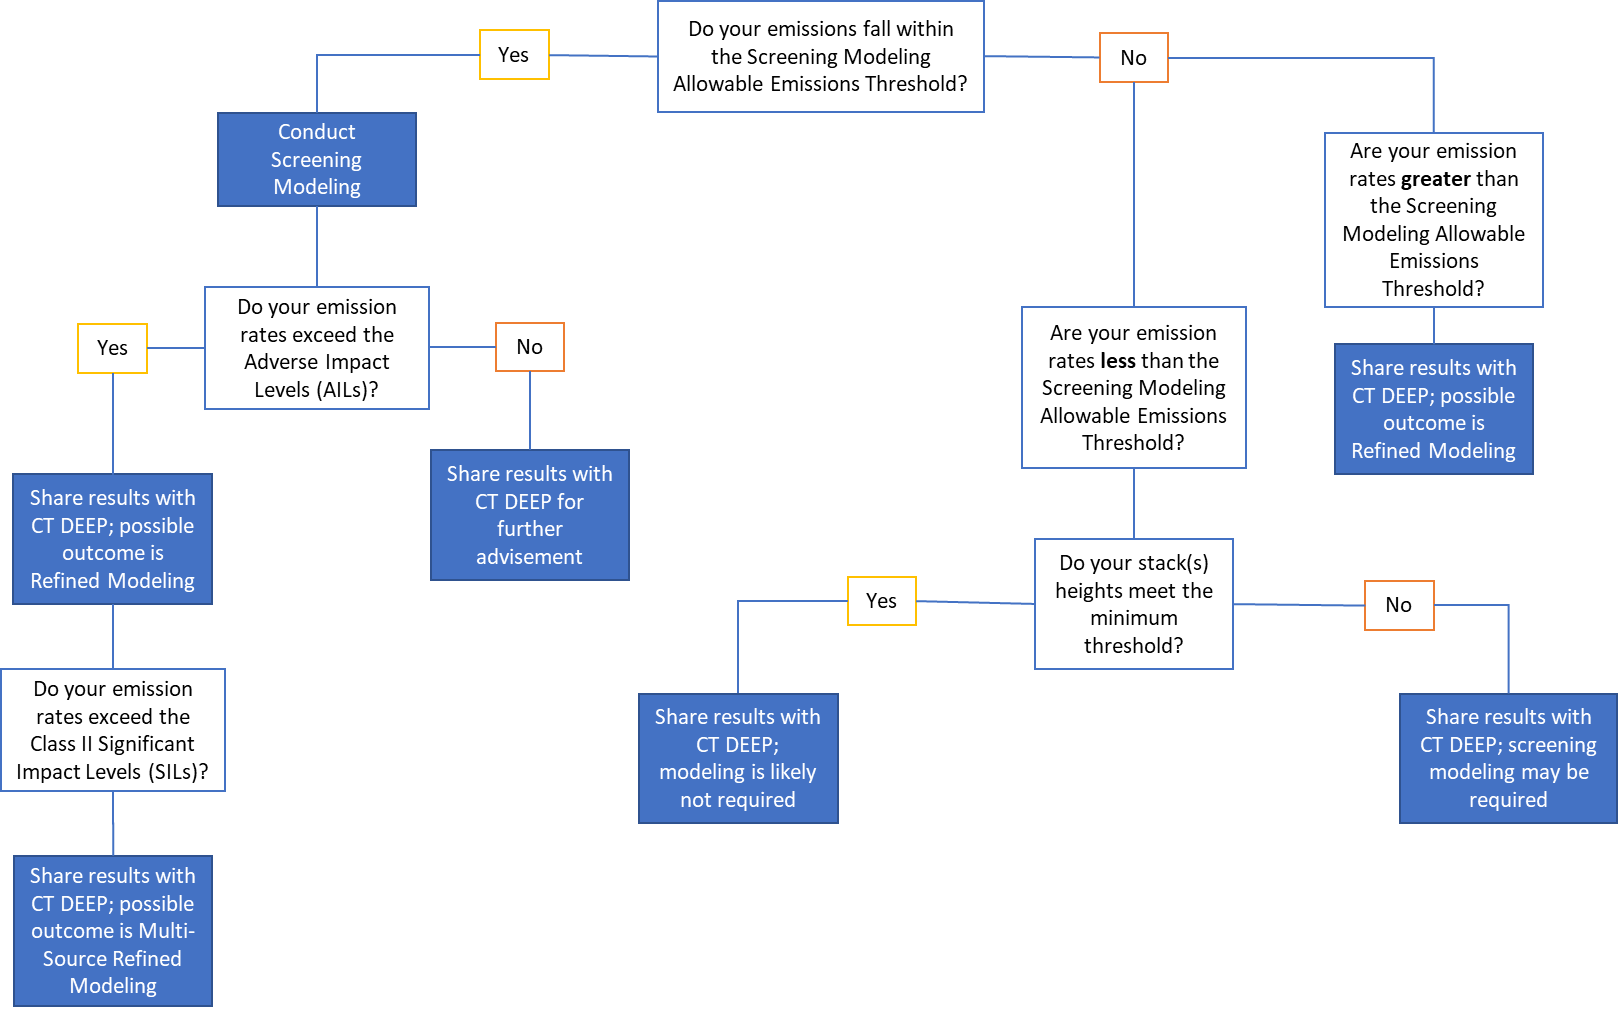 Do your emissions fall within
the Screening Modeling
Allowable Emissions Threshold?
Yes
No
Conduct
Screening
Modeling
Are your emission
rates greater than
the Screening
Modeling Allowable
Emissions
Threshold?
Do your emission
rates exceed the
Adverse Impact
Levels (AILs)?
Yes
No
Are your emission
rates less than the
Screening Modeling
Allowable Emissions
Threshold?
Share results with
CT DEEP; possible
outcome is
Refined Modeling
Share results with
CT DEEP; possible
outcome is
Refined Modeling
Share results with
CT DEEP for
further
advisement
Do your stack(s)
heights meet the
minimum
threshold?
Yes
No
Do your emission
rates exceed the
Class II Significant
Impact Levels (SILs)?
Share results with
CT DEEP;
modeling is likely
not required
Share results with
CT DEEP; screening
modeling may be
required
Share results with
CT DEEP; possible
outcome is Multi-
Source Refined
Modeling